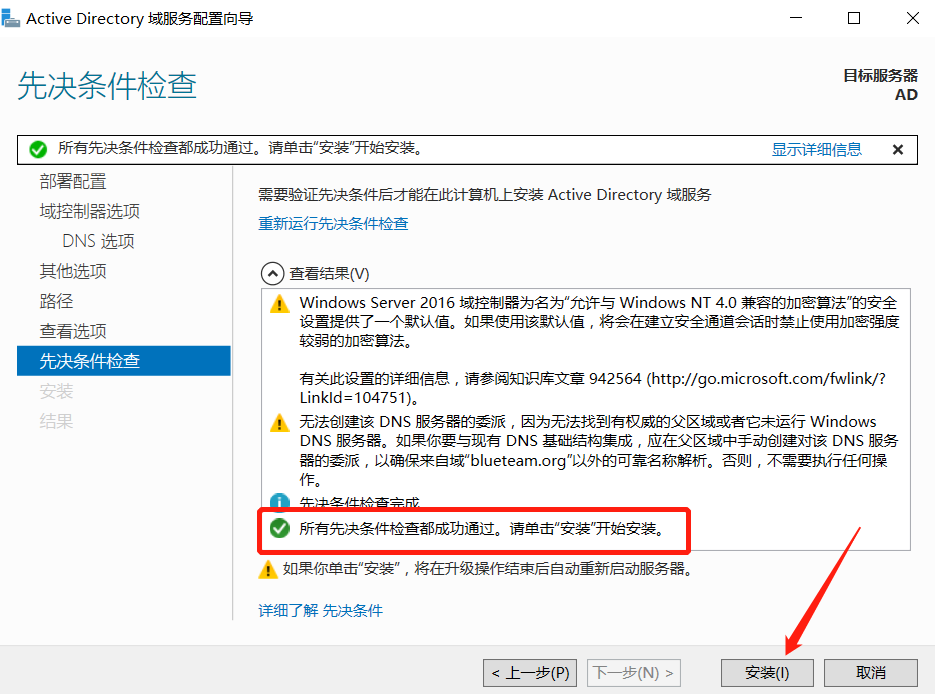 Active Directory 域服务配置向导
先决条件检查
目标服务器
AD
所有先决条件检查都成功通过。请单击“安装”开始安装。 显示详细信息
部署配置
域控制器选项
DNS 选项
其他选项
路径
查看选项
先决条件检查
安装
结果
需要验证先决条件后才能在此计算机上安装 Active Directory 域服务
重新运行先决条件检查
查看结果(V)
Windows Server 2016 域控制器为名为“允许与 Windows NT 4.0 兼容的加密算法”的安全
设置提供了一个默认值。如果使用该默认值，将会在建立安全通道会话时禁止使用加密强度
较弱的加密算法。
有关此设置的详细信息，请参阅知识库文章 942564 (http://go.microsoft.com/fwlink/?
LinkId=104751)。
无法创建该 DNS 服务器的委派，因为无法找到有权威的父区域或者它未运行 Windows
DNS 服务器。如果你要与现有 DNS 基础结构集成，应在父区域中手动创建对该 DNS 服务
器的委派，以确保来自域“blueteam.org”以外的可靠名称解析。否则，不需要执行任何操
作。
先决条件检查完成
所有先决条件检查都成功通过。请单击“安装”开始安装。
如果你单击“安装”，将在升级操作结束后自动重新启动服务器。
详细了解 先决条件
< 上一步(P) 下一步(N) > 安装(I) 取消